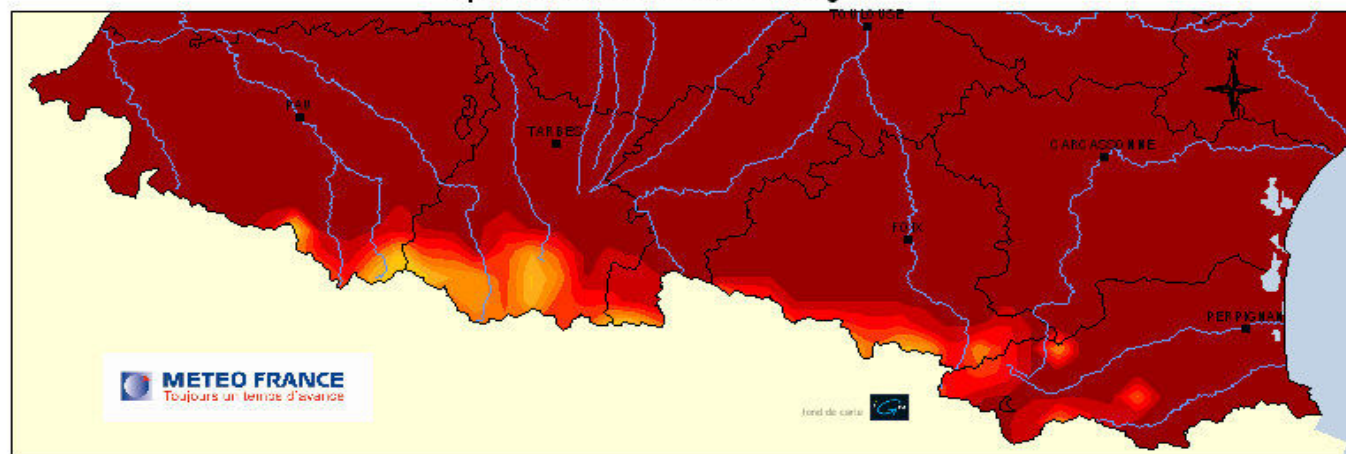 TOULOUSE
N
PAU
TARBES
CARCASSONNE
FOIX
PERPIGNAN
METEO FRANCE
Toujours un temps d'avance
fond de carte